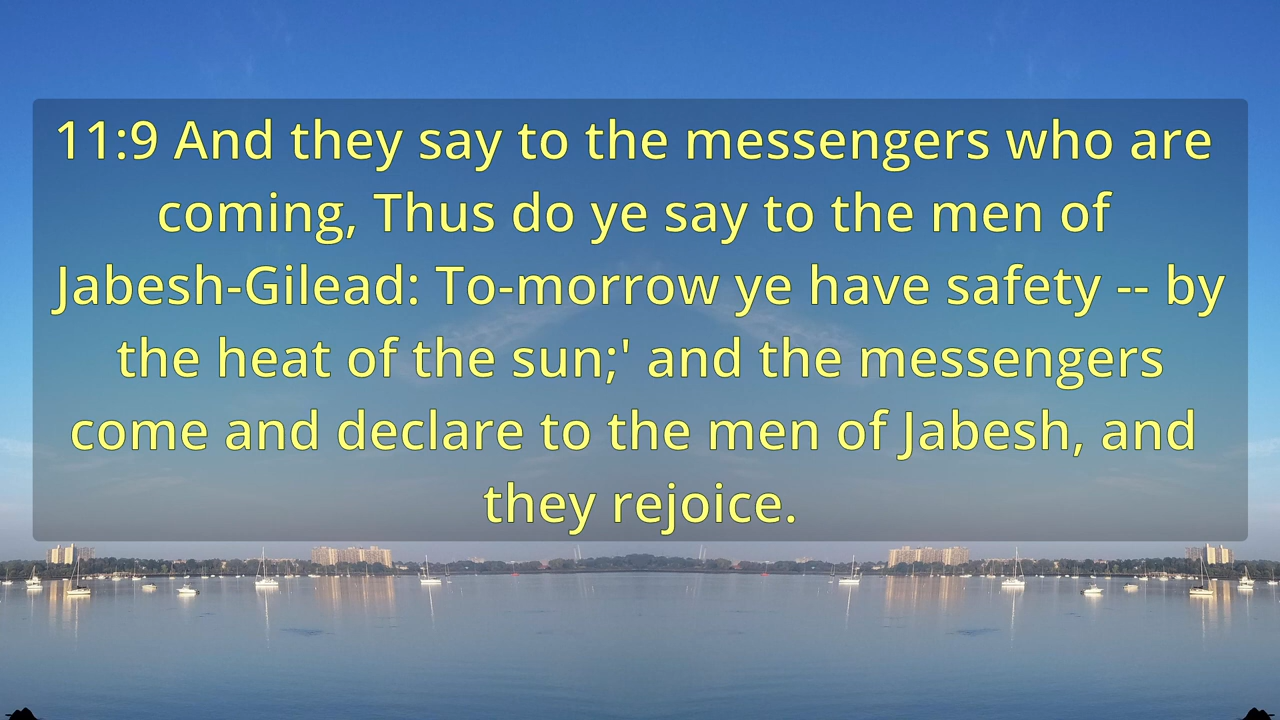 11:9 And they say to the messengers who are
coming, Thus do ye say to the men of
Jabesh-Gilead: To-morrow ye have safety -- by
the heat of the sun;' and the messengers
come and declare to the men of Jabesh, and
they rejoice.